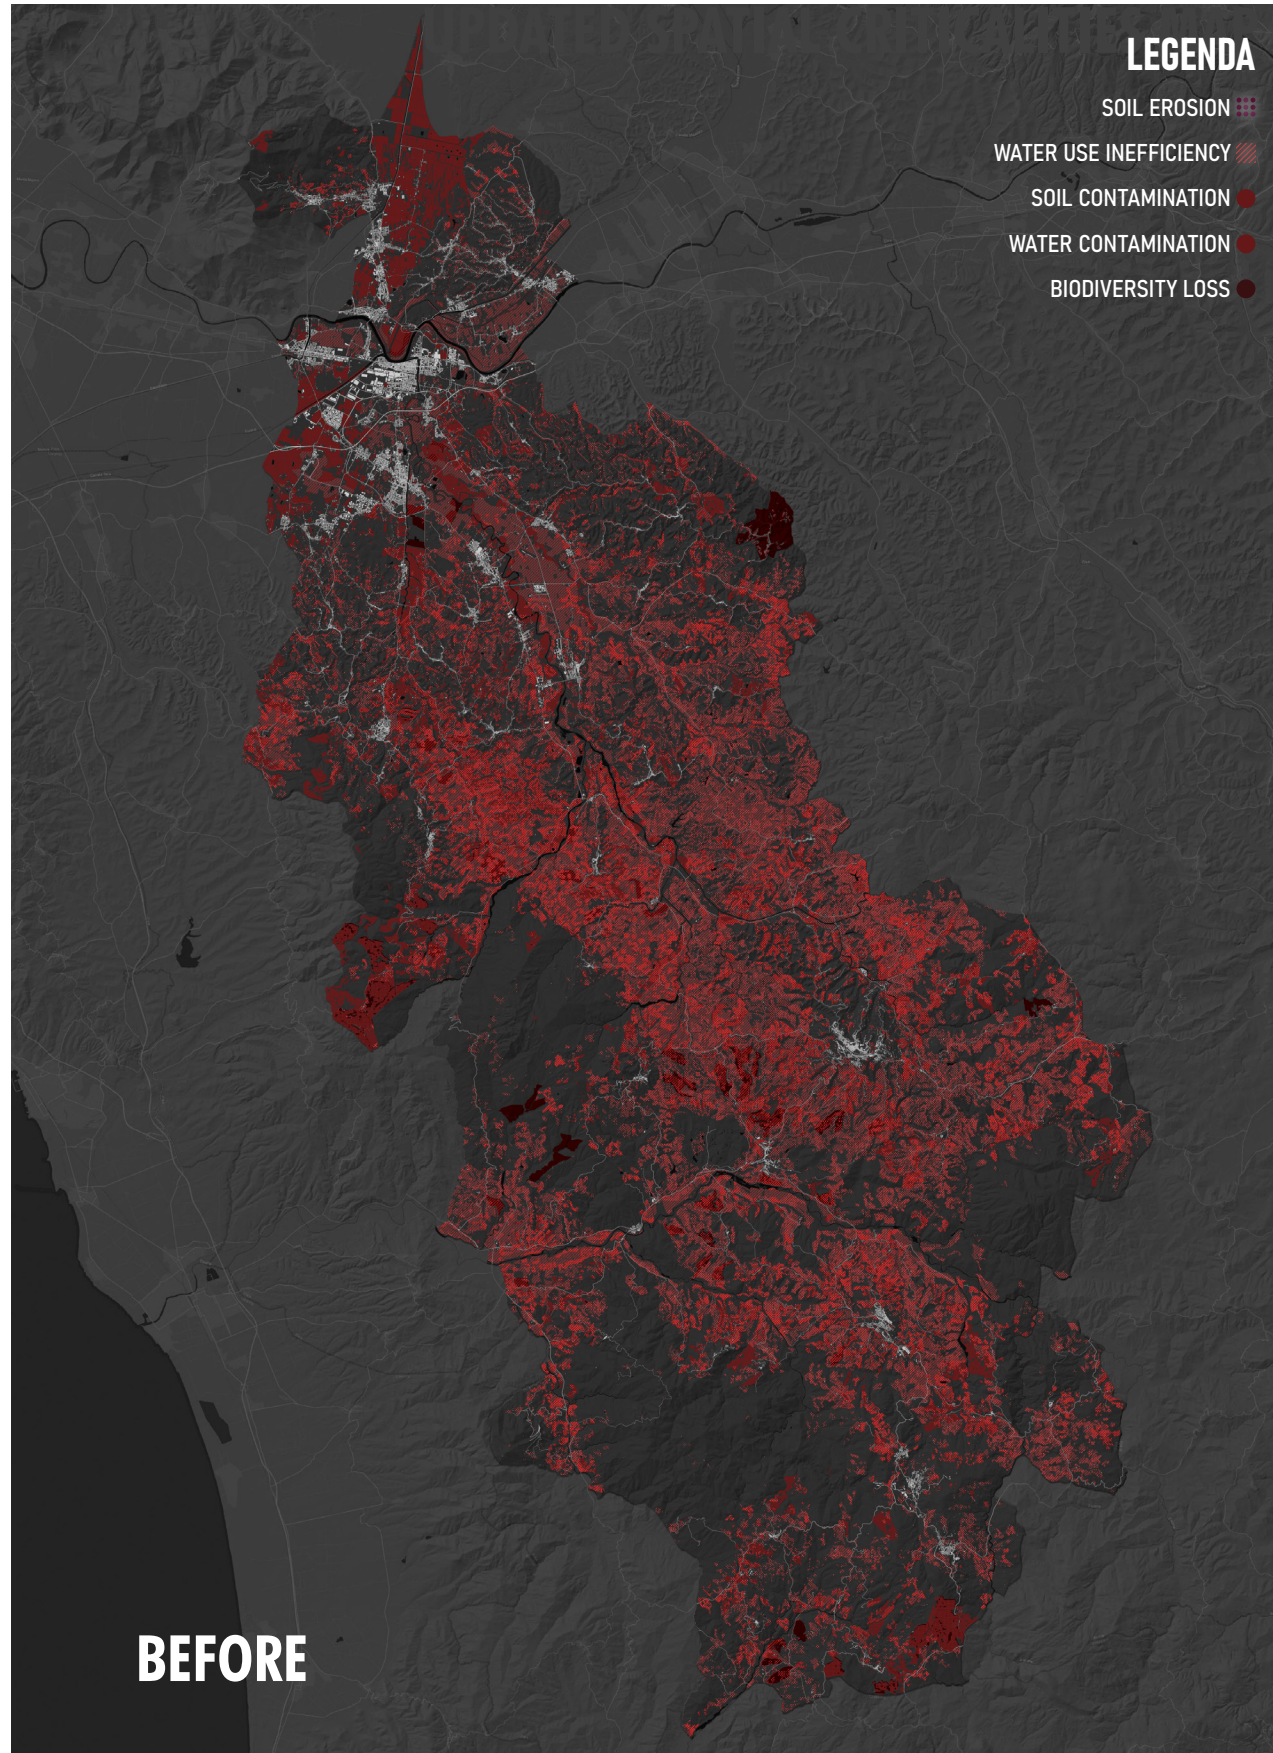 LEGENDA
SOIL EROSION
WATER USE INEFFICIENCY
SOIL CONTAMINATION
WATER CONTAMINATION
BIODIVERSITY LOSS
BEFORE